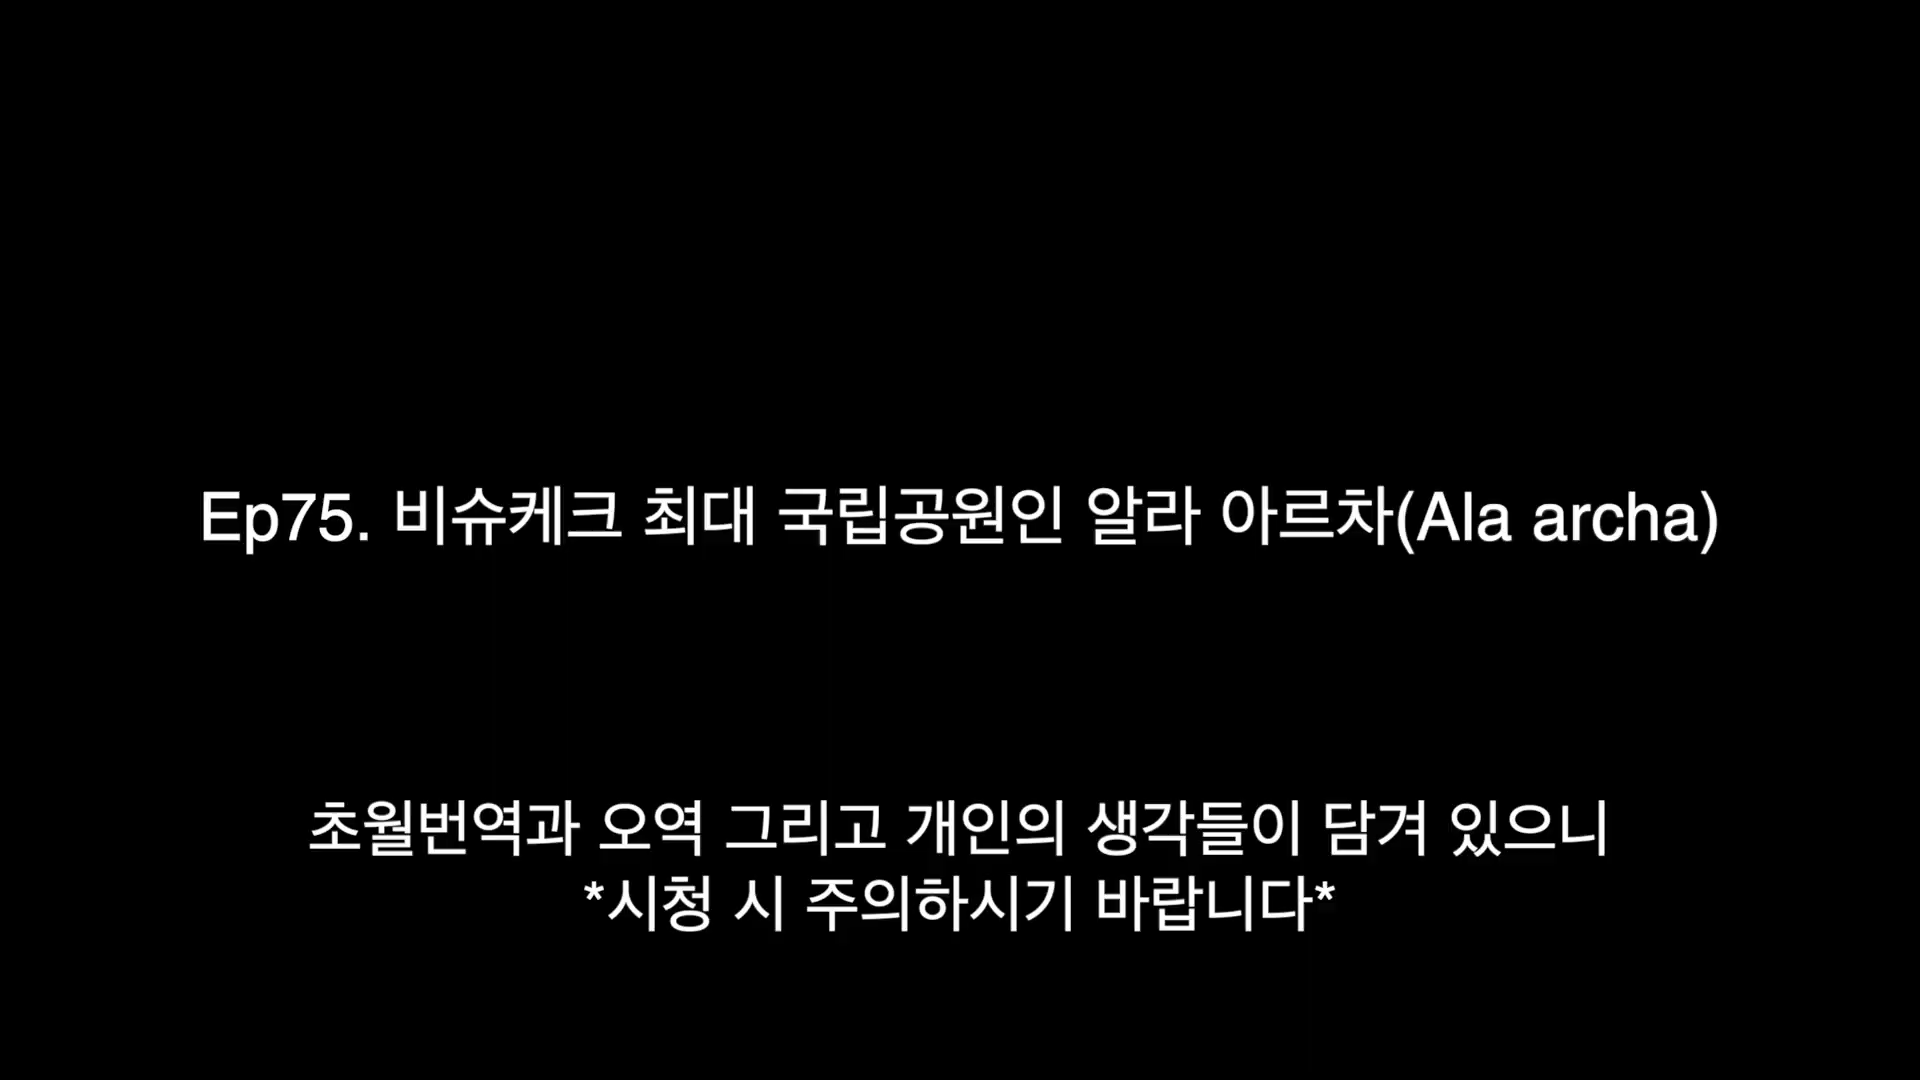 Ep75. 비슈케크 최대 국립공원인 알라 아르차(Ala archa)
초월번역과 오역 그리고 개인의 생각들이 담겨 있으니
*시청 시 주의하시기 바랍니다*